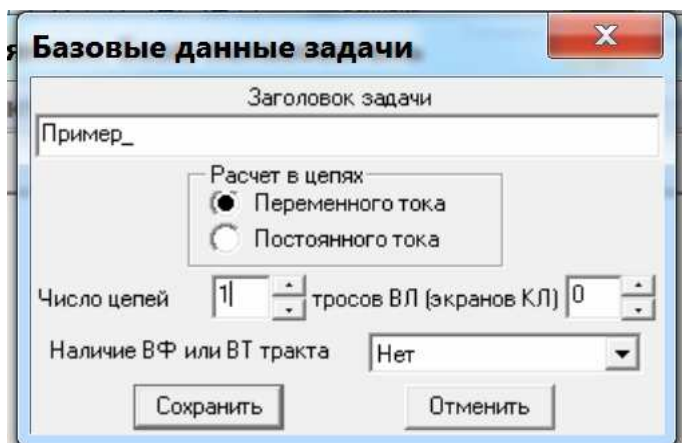 Базовые данные задачи
Заголовок задачи
Пример_
Расчет в цепях
Переменного тока
Постоянного тока
Число цепей 1 тросов ВЛ (экранов КЛ) 0
Наличие ВФ или ВТ тракта Нет
Сохранить Отменить